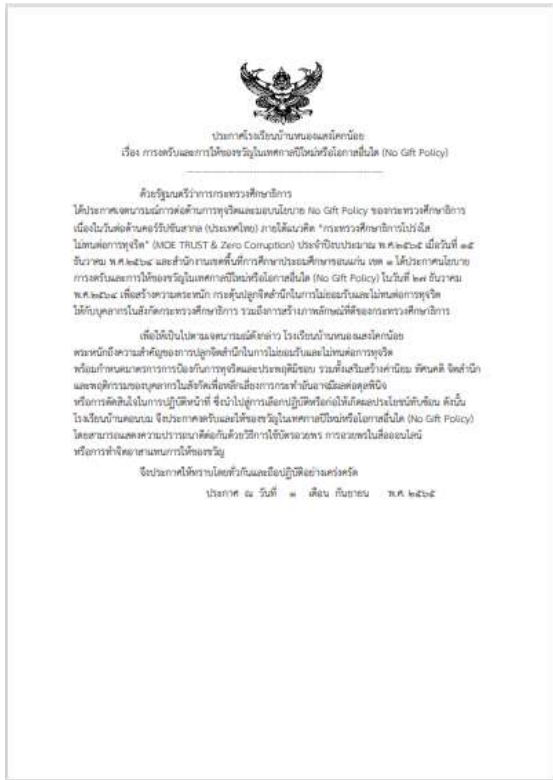 ประกาศโรงเรียนบ้านหนองแสงโคกน้อย
เรื่อง การงดรับและการให้ของขวัญในเทศกาลปีใหม่หรือโอกาสอื่นใด (No Gift Policy)
ด้วยรัฐมนตรีว่าการกระทรวงศึกษาธิการ
ได้ประกาศเจตนารมณ์การต่อต้านการทุจริตและมอบนโยบาย No Gift Policy ของกระทรวงศึกษาธิการ
เนื่องในวันต่อต้านคอร์รัปชันสากล (ประเทศไทย) ภายใต้แนวคิด "กระทรวงศึกษาธิการโปร่งใส
ไม่ทนต่อการทุจริต" (MOE TRUST & Zero Corruption) ประจำปีงบประมาณ พ.ศ.๒๕๖๕ เมื่อวันที่ ๑๕
ธันวาคม พ.ศ.๒๕๖๔ และสำนักงานเขตพื้นที่การศึกษาประถมศึกษาขอนแก่น เขต ๑ ได้ประกาศนโยบาย
การงดรับและการให้ของขวัญในเทศกาลปีใหม่หรือโอกาสอื่นใด (No Gift Policy) ในวันที่ ๒๗ ธันวาคม
พ.ศ.๒๕๖๔ เพื่อสร้างความตระหนัก กระตุ้นปลูกจิตสำนึกในการไม่ยอมรับและไม่ทนต่อการทุจริต
ให้กับบุคลากรในสังกัดกระทรวงศึกษาธิการ รวมถึงการสร้างภาพลักษณ์ที่ดีของกระทรวงศึกษาธิการ
เพื่อให้เป็นไปตามเจตนารมณ์ดังกล่าว โรงเรียนบ้านหนองแสงโคกน้อย
ตระหนักถึงความสำคัญของการปลูกจิตสำนึกในการไม่ยอมรับและไม่ทนต่อการทุจริต
พร้อมกำหนดมาตรการการป้องกันการทุจริตและประพฤติมิชอบ รวมทั้งเสริมสร้างค่านิยม ทัศนคติ จิตสำนึก
และพฤติกรรมของบุคลากรในสังกัดเพื่อหลีกเลี่ยงการกระทำอันอาจมีผลต่อดุลพินิจ
หรือการตัดสินใจในการปฏิบัติหน้าที่ ซึ่งนำไปสู่การเลือกปฏิบัติหรือก่อให้เกิดผลประโยชน์ทับซ้อน ดังนั้น
โรงเรียนบ้านดอนบม จึงประกาศงดรับและให้ของขวัญในเทศกาลปีใหม่หรือโอกาสอื่นใด (No Gift Policy)
โดยสามารถแสดงความปรารถนาดีต่อกันด้วยวิธีการใช้บัตรอวยพร การอวยพรในสื่อออนไลน์
หรือการทำจิตอาสาแทนการให้ของขวัญ
จึงประกาศให้ทราบโดยทั่วกันและถือปฏิบัติอย่างเคร่งครัด
ประกาศ ณ วันที่ ๑ เดือน กันยายน พ.ศ. ๒๕๖๕